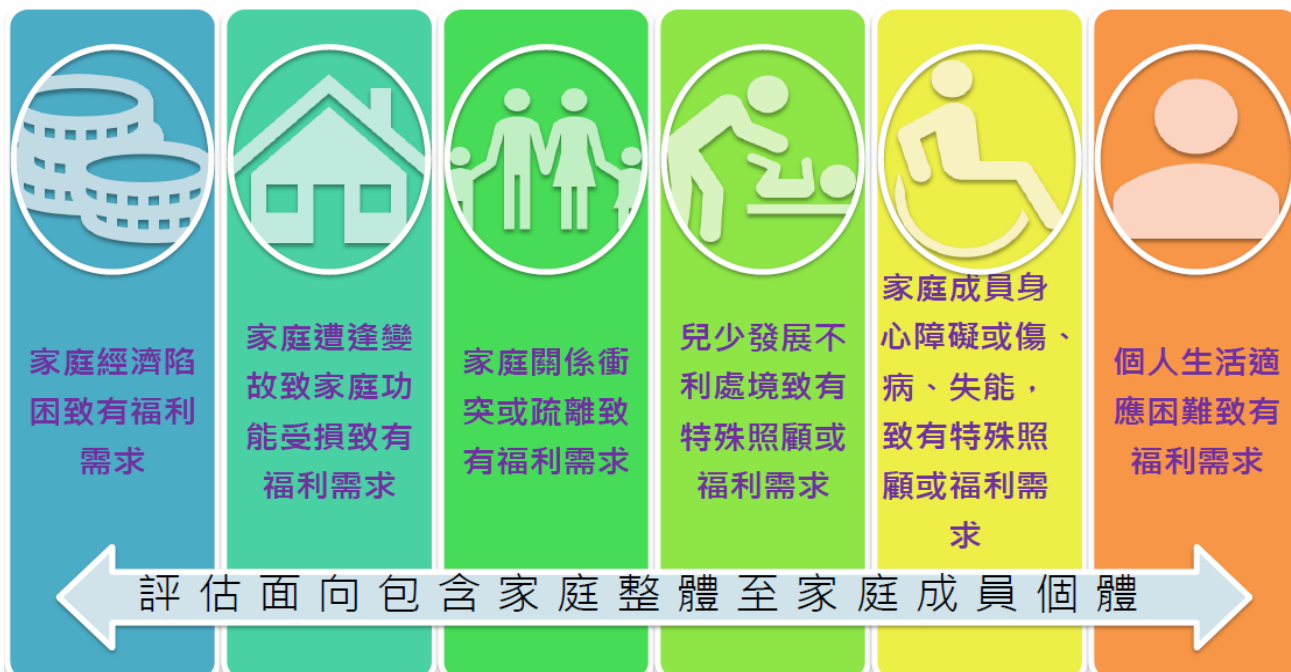 家庭經濟陷
困致有福利
需求
家庭遭逢變
故致家庭功
能受損致有
福利需求
家庭關係衝
突或疏離致
有福利需求
兒少發展不
利處境致有
特殊照顧或
福利需求
家庭成員身
心障礙或傷、
病、失能，
致有特殊照
顧或福利需
求
個人生活適
應困難致有
福利需求
評估面向包含家庭整體至家庭成員個體